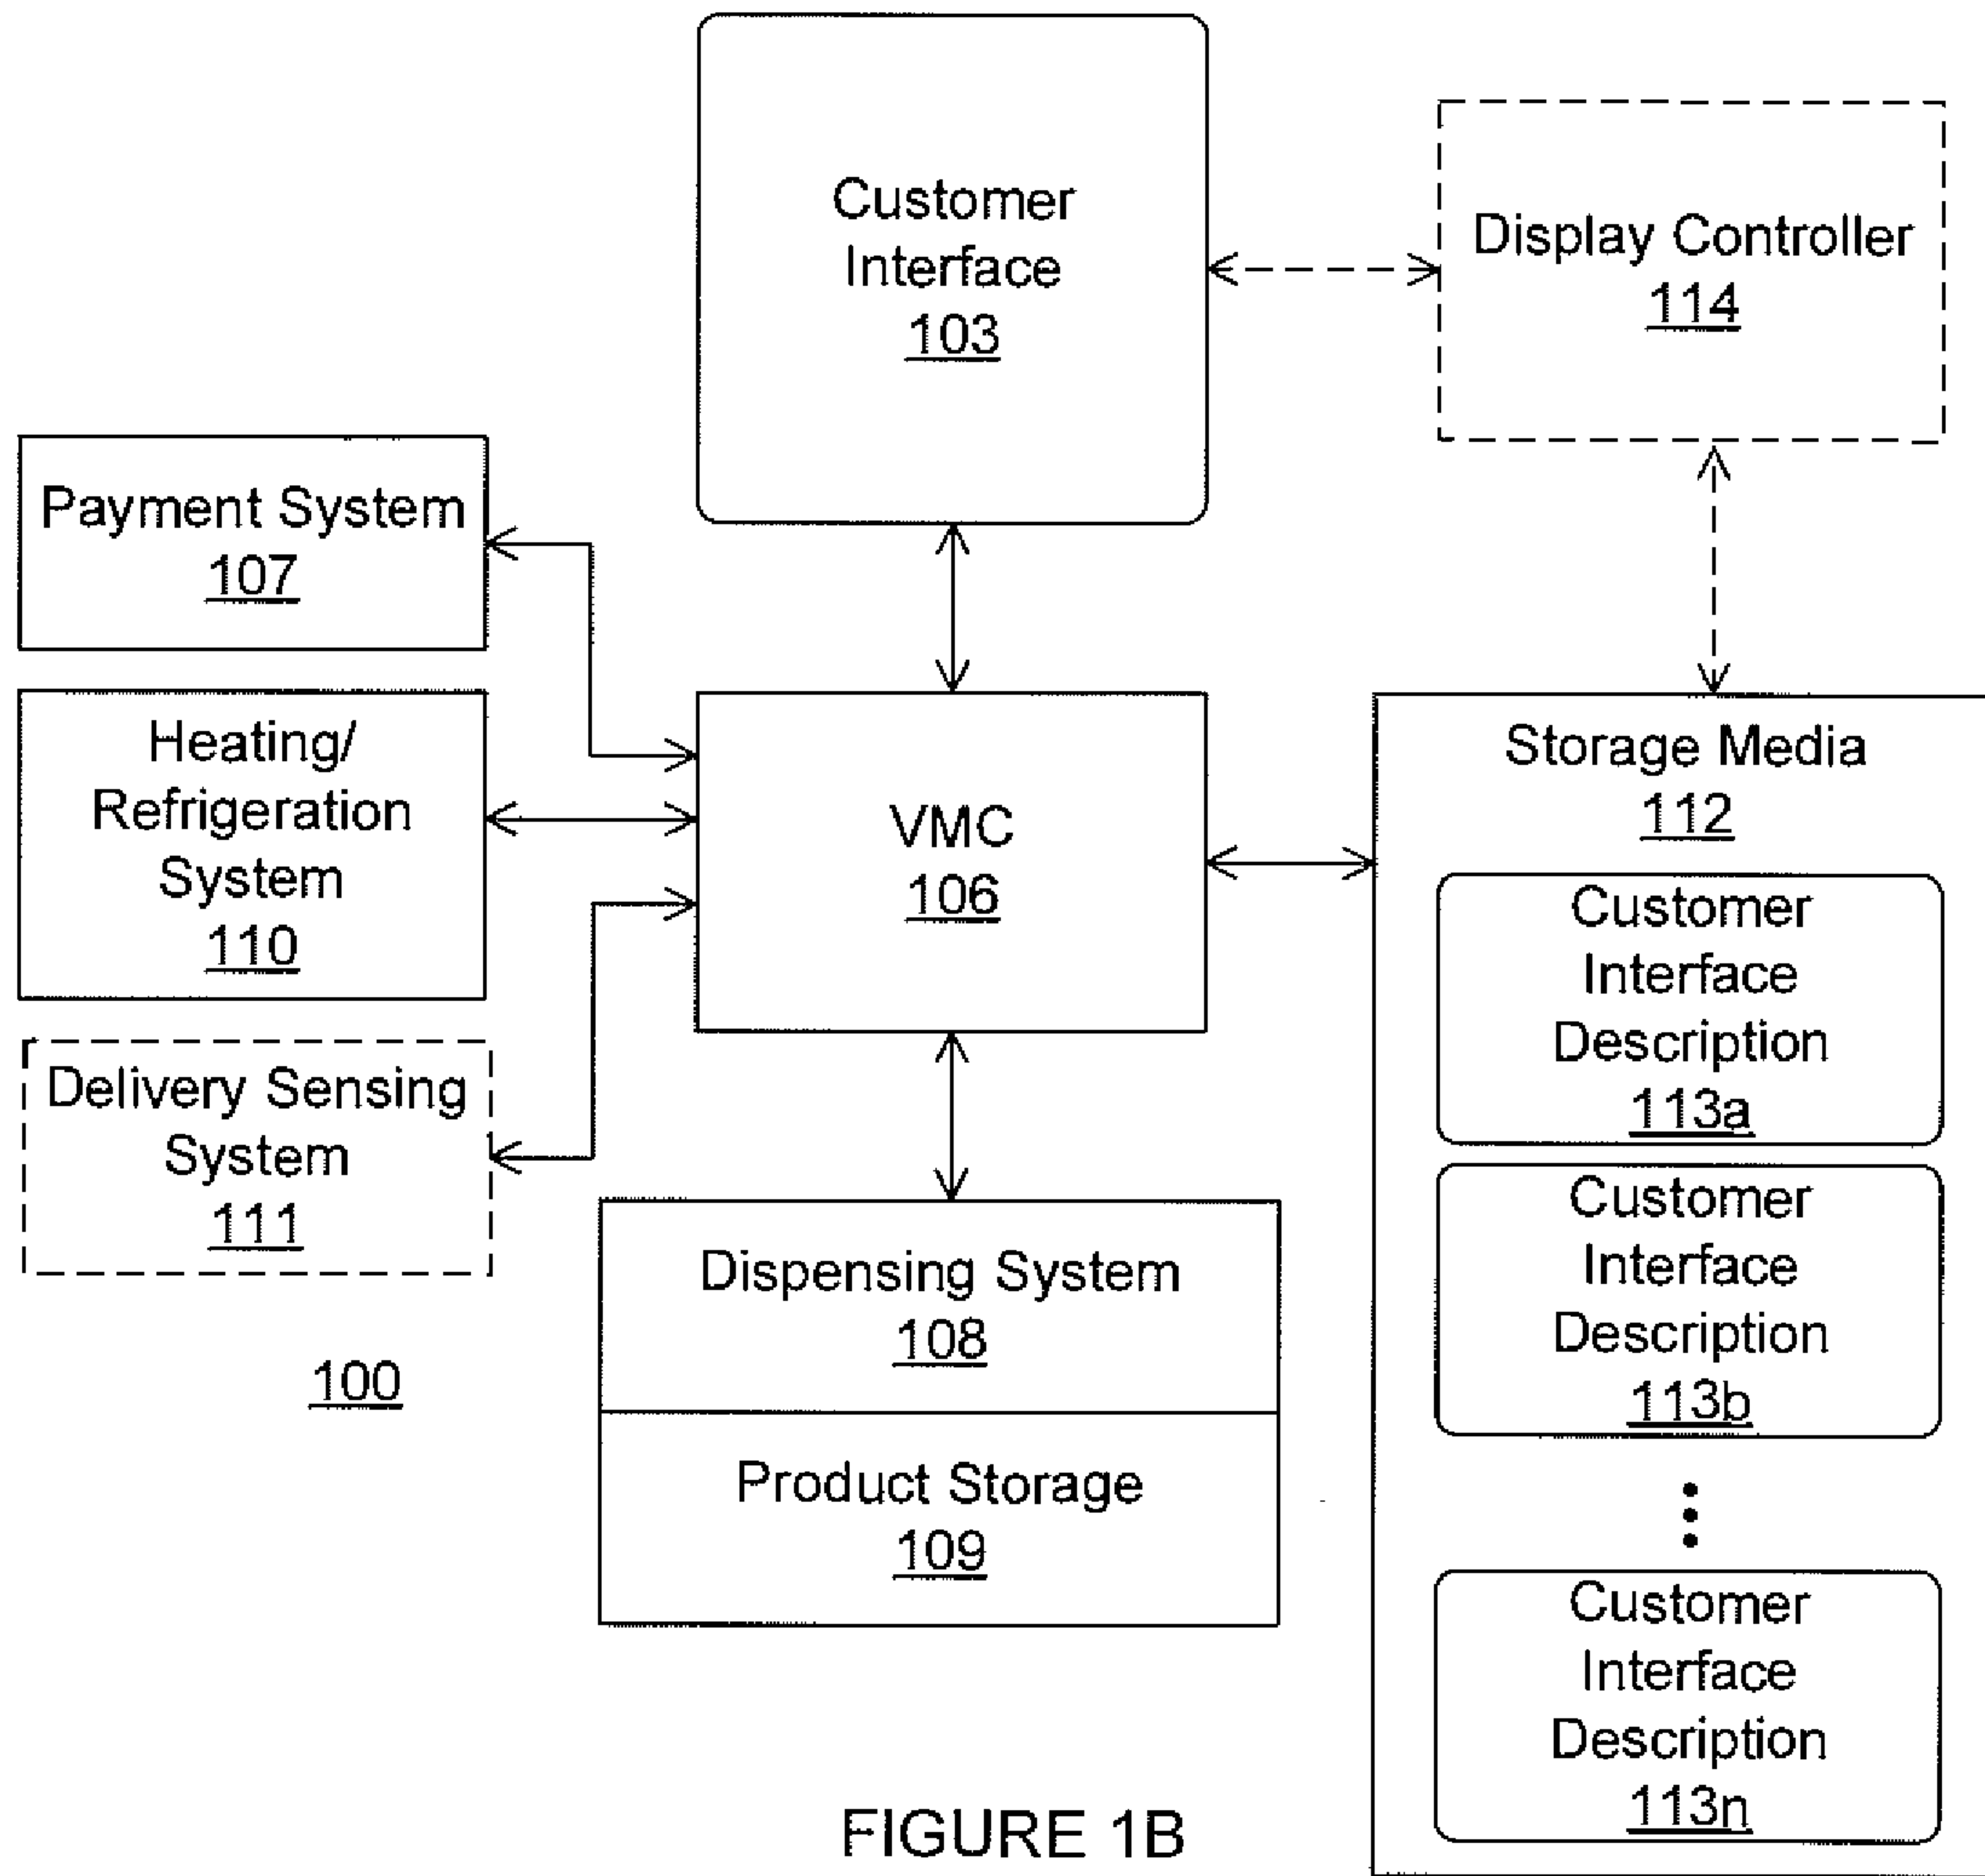 Customer
Interface
103
Display Controller
114
Payment System
107
Heating/
Refrigeration
System
110
Delivery Sensing
System
111
VMC
106
Storage Media
112
Customer
Interface
Description
113a
Customer
Interface
Description
113b
Customer
Interface
Description
113n
Dispensing System
108
Product Storage
109
100
FIGURE 1B